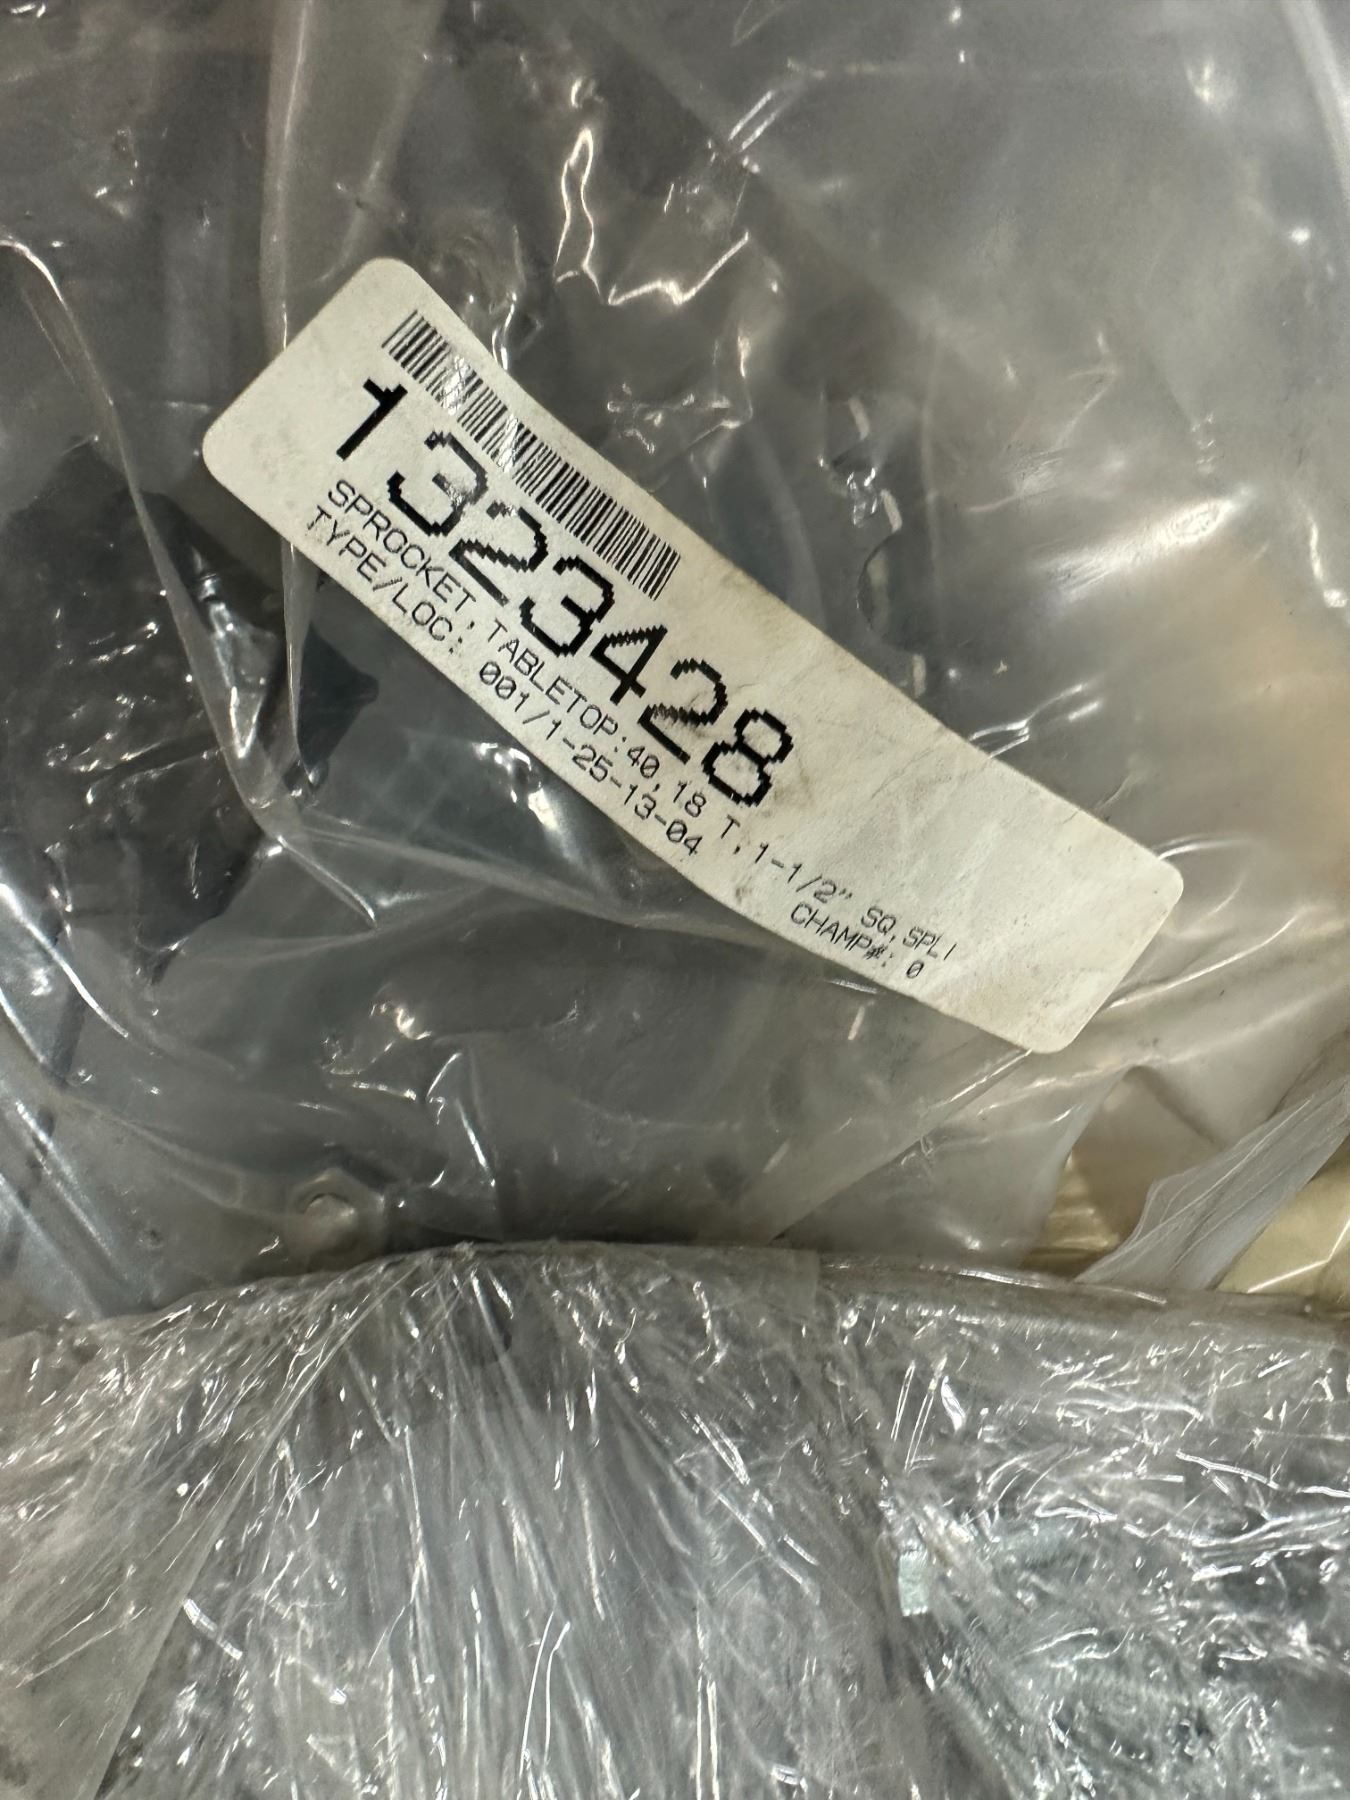 1323428
SPROCKET, TABLETOP:40,18 T,1-1/2" SQ,SPLI
TYPE/LOC: 001/1-25-13-04 CHAMP#: 0